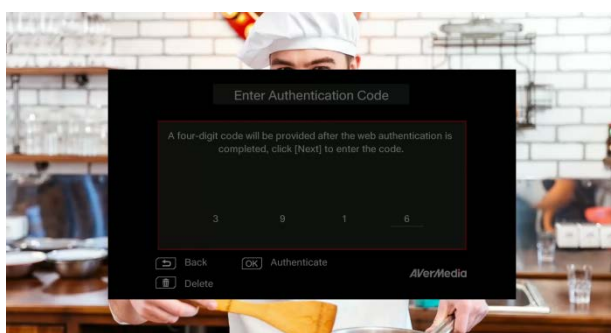 Enter Authentication Code
A four-digit code will be provided after the web authentication is
completed, click [Next] to enter the code.
3 9 1 6
Back OK Authenticate
Delete
AVerMedia